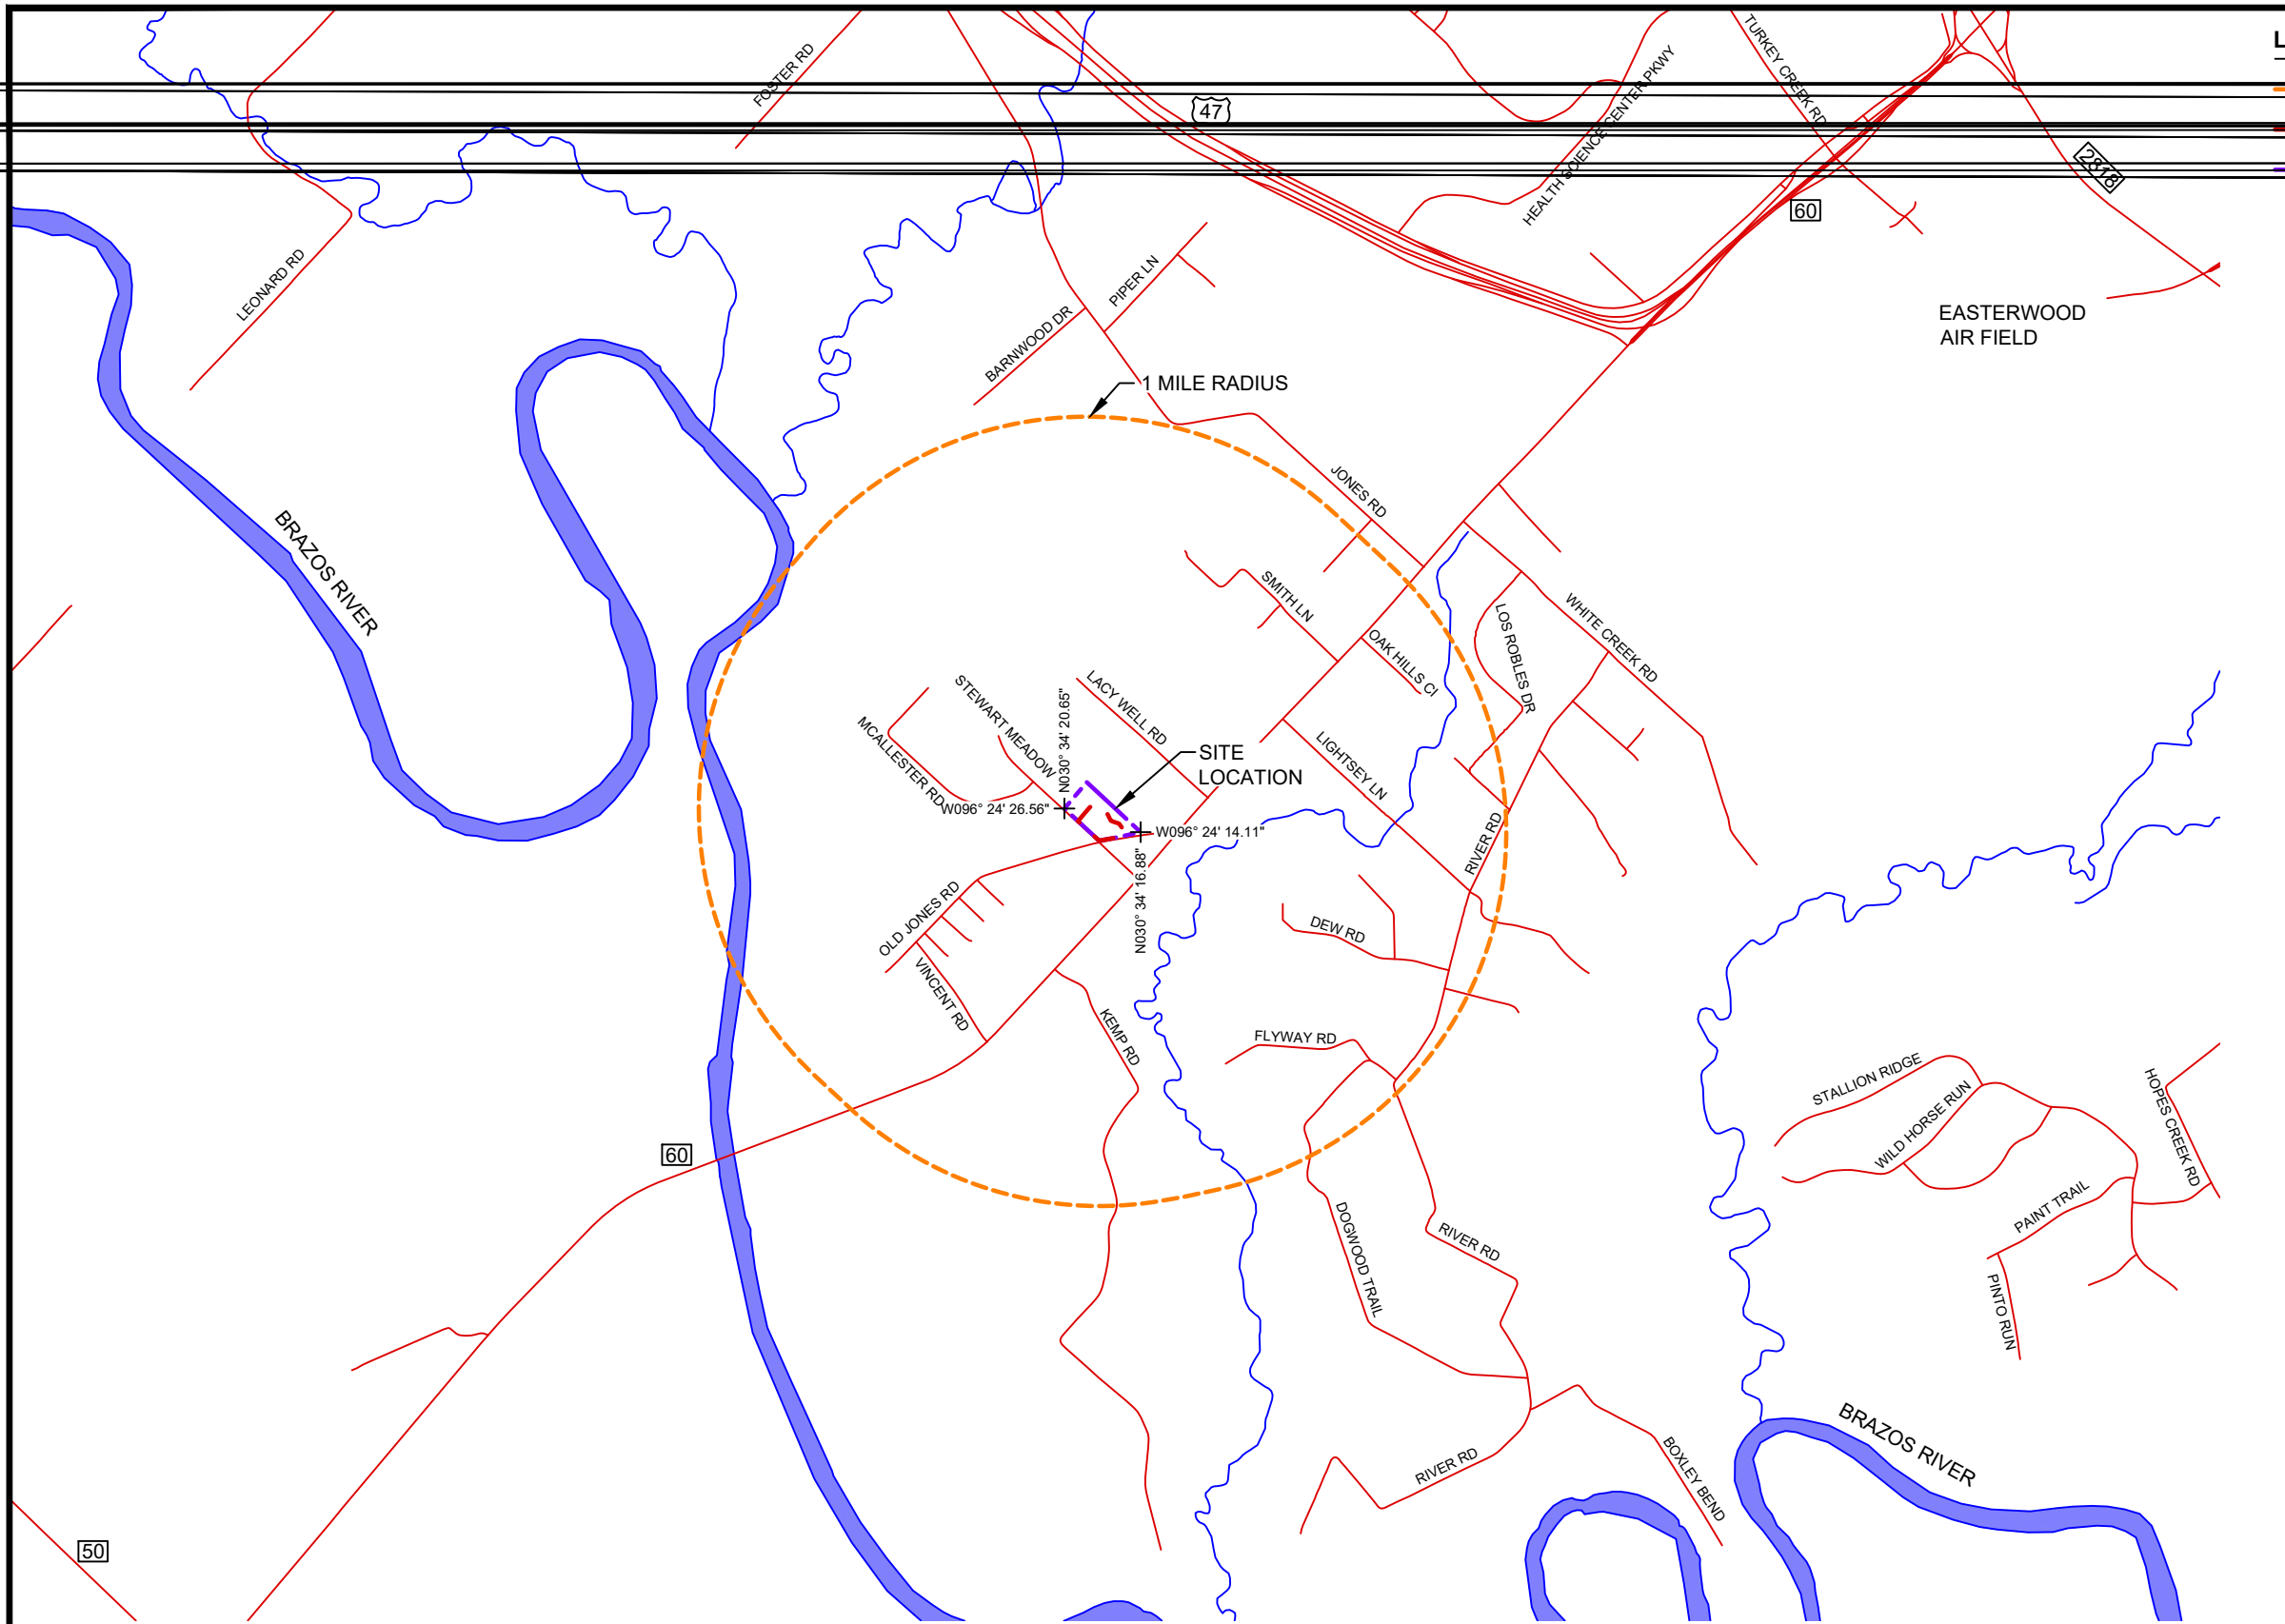 L
FOSTER RD
47
HEALTH SCIENCE CENTER PKWY
TURKEY CREEK RD
2818
60
LEONARD RD
PIPER LN
BARNWOOD DR
EASTERWOOD
AIR FIELD
1 MILE RADIUS
JONES RD
BRAZOS RIVER
SMITH LN
OAK HILLS CI
LOS ROBLES DR
WHITE CREEK RD
STEWART MEADOW
LACY WELL RD
MCALLESTER RD
N030° 34' 20.65"
W096° 24' 26.56"
SITE
LOCATION
LIGHTSEY LN
W096° 24' 14.11"
N030° 34' 16.88"
RIVER RD
OLD JONES RD
VINCENT RD
DEW RD
KEMP RD
FLYWAY RD
STALLION RIDGE
WILD HORSE RUN
HOPES CREEK RD
60
PAINT TRAIL
DOGWOOD TRAIL
RIVER RD
PINTO RUN
BRAZOS RIVER
RIVER RD
BOXLEY BEND
50